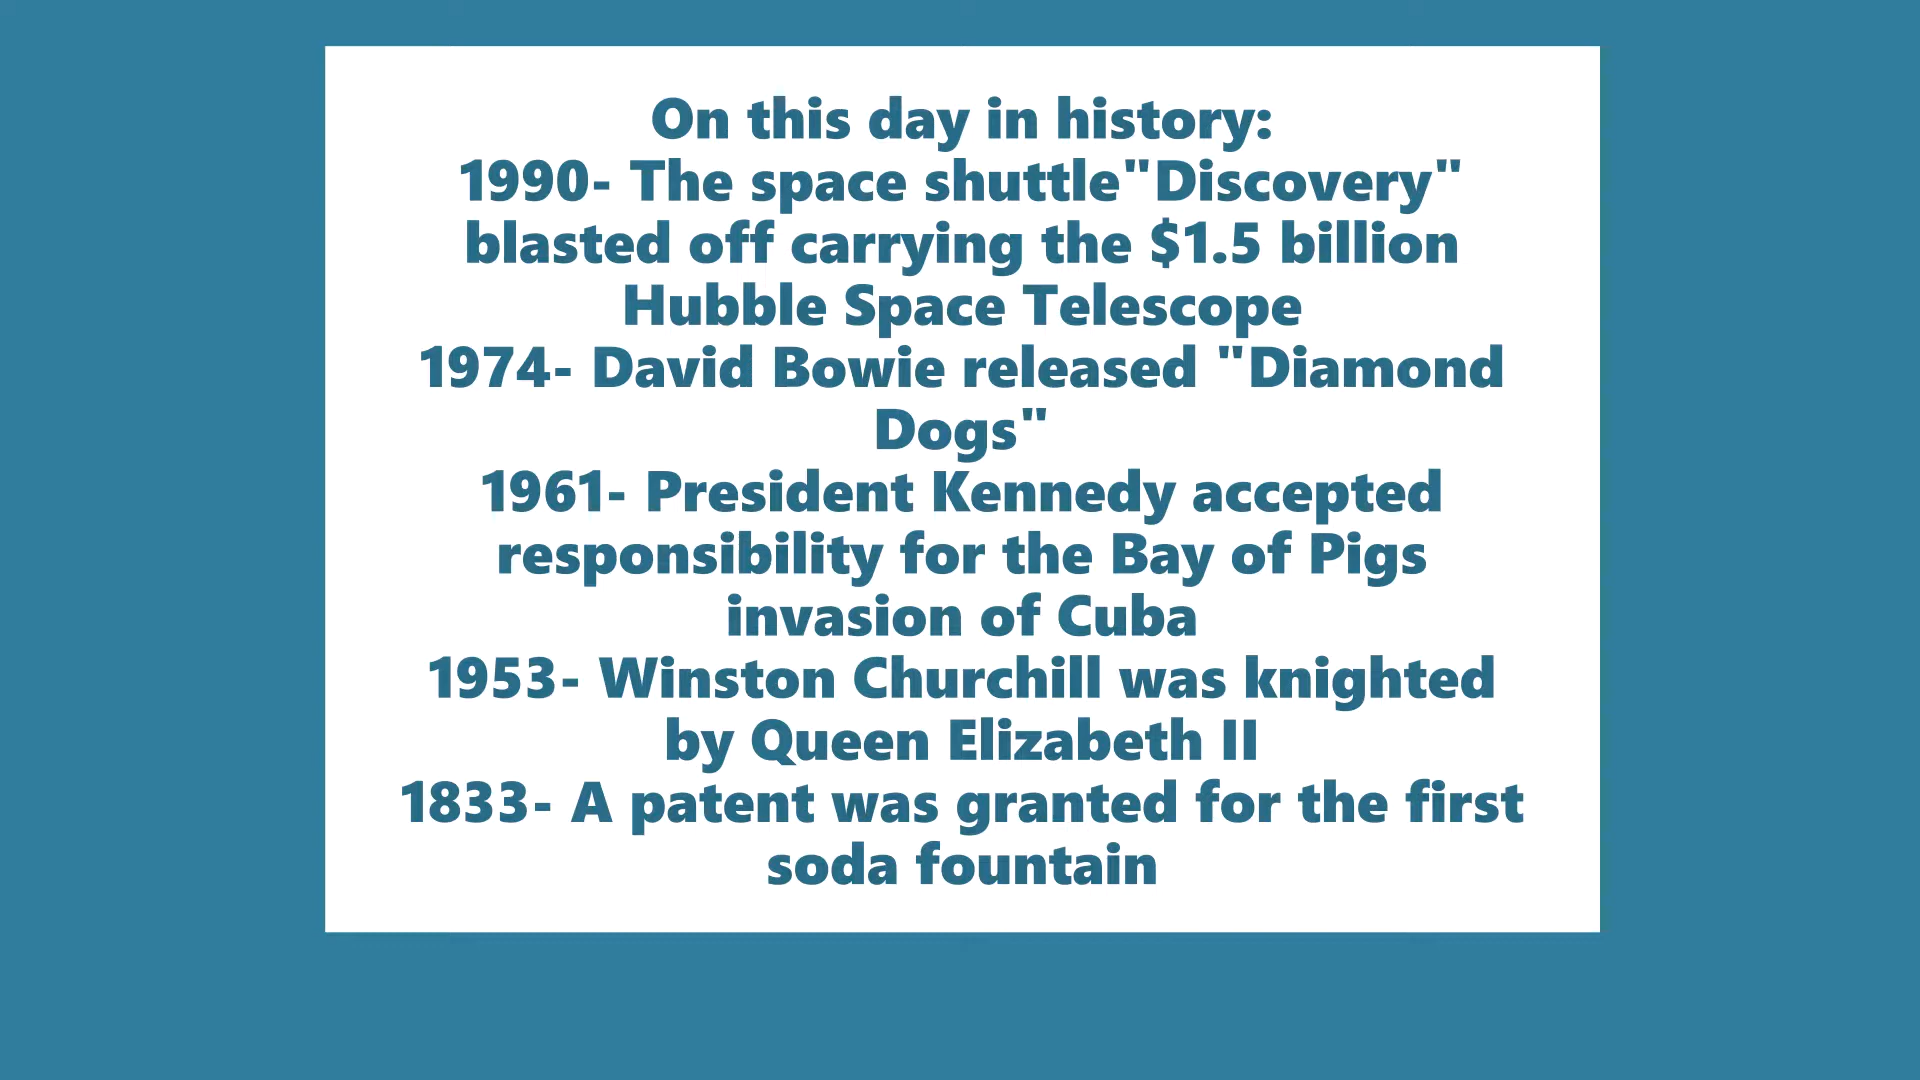 On this day in history:
1990- The space shuttle"Discovery"
blasted off carrying the $1.5 billion
Hubble Space Telescope
1974- David Bowie released "Diamond
Dogs"
1961- President Kennedy accepted
responsibility for the Bay of Pigs
invasion of Cuba
1953- Winston Churchill was knighted
by Queen Elizabeth II
1833- A patent was granted for the first
soda fountain